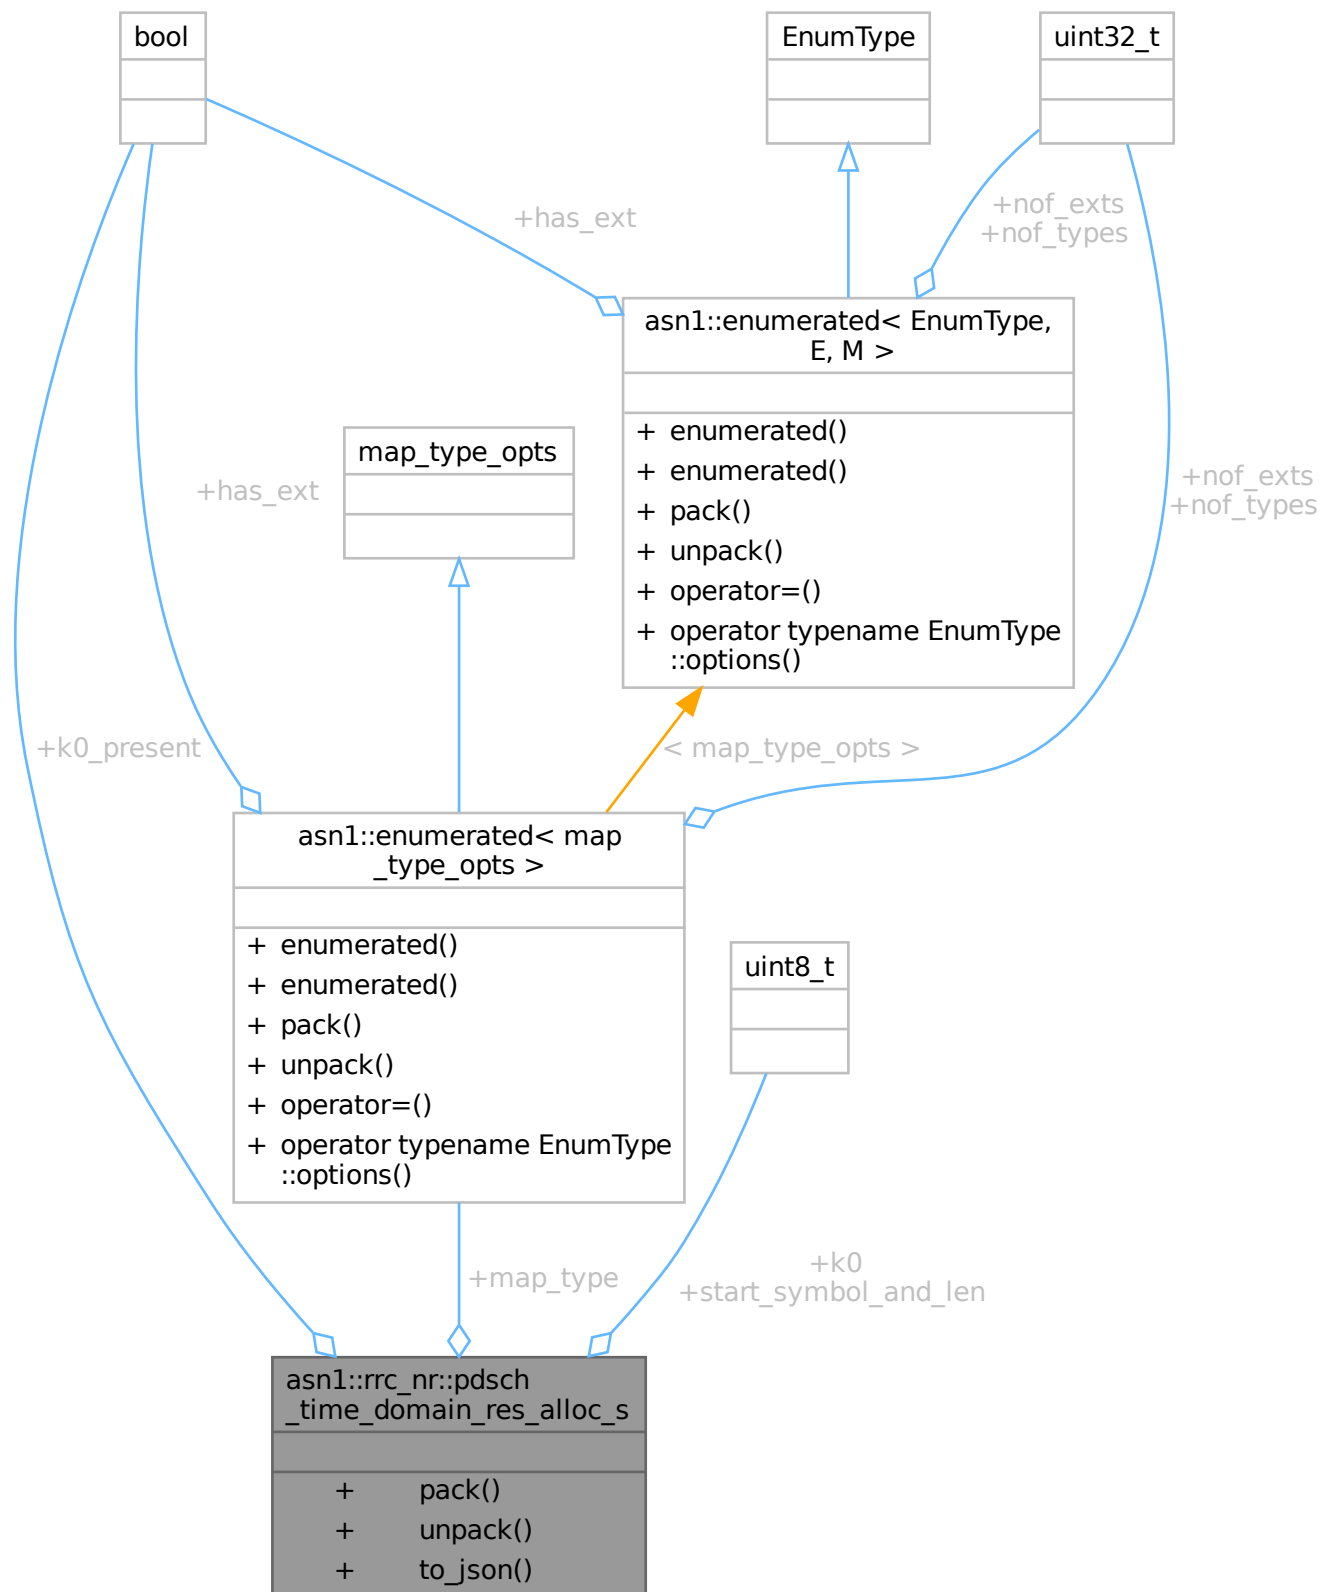 bool
EnumType
uint32_t
+has_ext
+nof_exts
+nof_types
asn1::enumerated< EnumType,
E, M >
+ enumerated()
+ enumerated()
+ pack()
+ unpack()
+ operator=()
+ operator typename EnumType
::options()
map_type_opts
+has_ext
+nof_exts
+nof_types
+k0_present
< map_type_opts >
asn1::enumerated< map
_type_opts >
+ enumerated()
+ enumerated()
+ pack()
+ unpack()
+ operator=()
+ operator typename EnumType
::options()
uint8_t
+map_type
+k0
+start_symbol_and_len
asn1::rrc_nr::pdsch
_time_domain_res_alloc_s
+ pack()
+ unpack()
+ to_json()